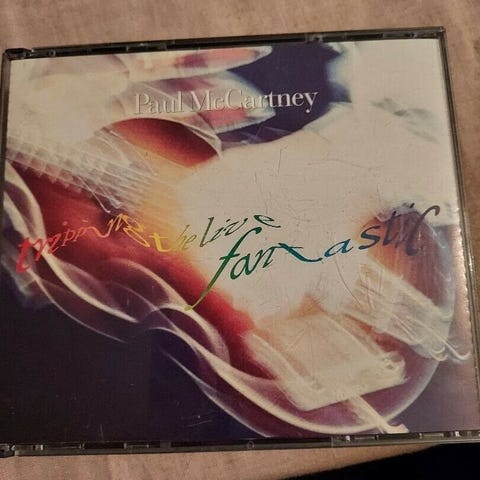 Paul McCartney
tripping the live
fantastic